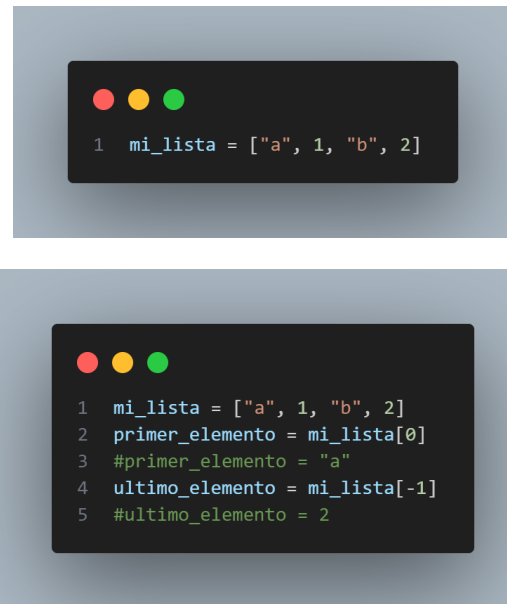 1 mi_lista = ["a", 1, "b", 2]
1 mi_lista = ["a", 1, "b", 2]
2 primer_elemento = mi_lista[0]
3 #primer_elemento = "a"
4 ultimo_elemento = mi_lista[-1]
5 #ultimo_elemento = 2